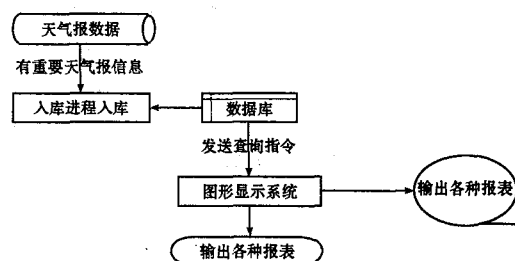 天气报数据
有重要天气报信息
入库进程入库
数据库
发送查询指令
图形显示系统
输出各种报表
输出各种报表